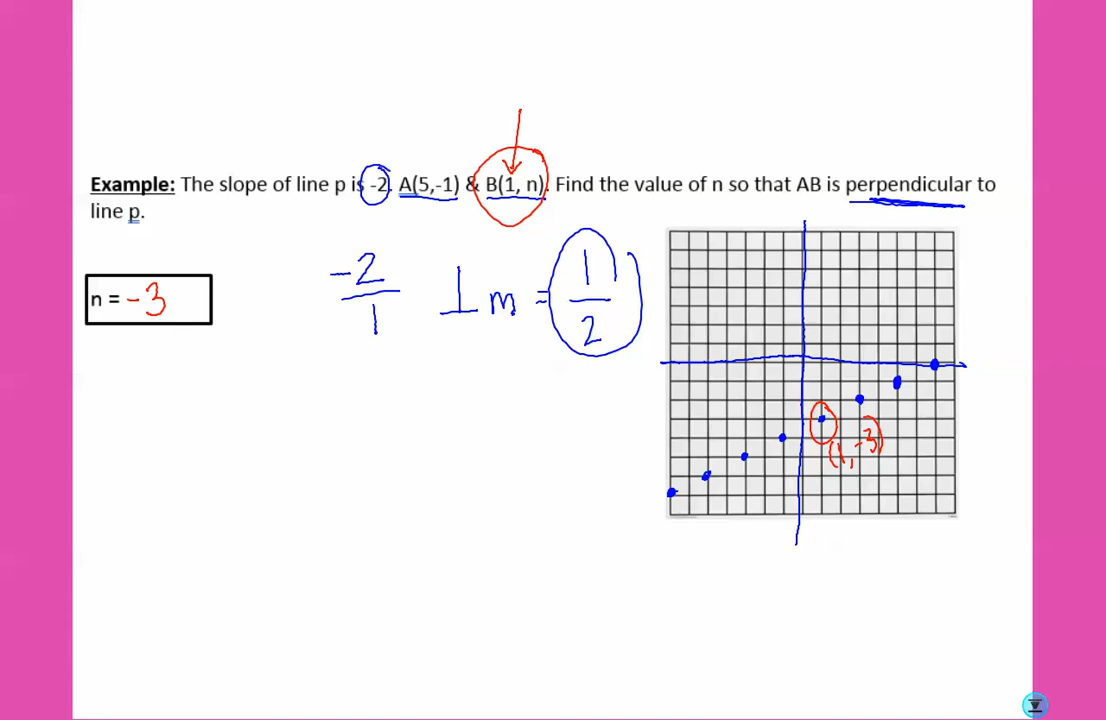 Example: The slope of line p is -2. A(5,-1) & B(1, n). Find the value of n so that AB is perpendicular to
line p.
n = -3
-2/1 ⊥ m = 1/2
(1, -3)